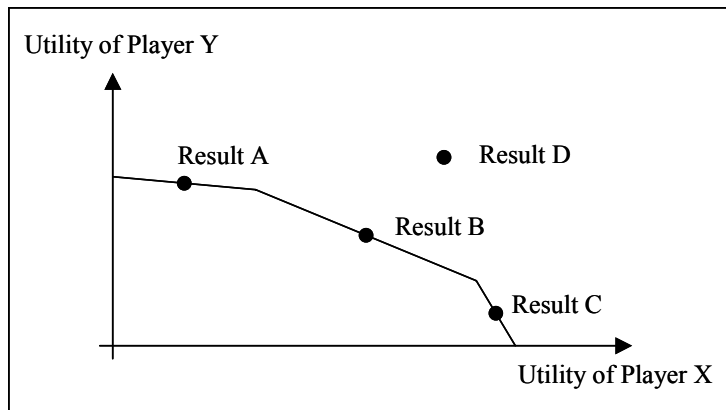 Utility of Player Y
Result A
Result D
Result B
Result C
Utility of Player X